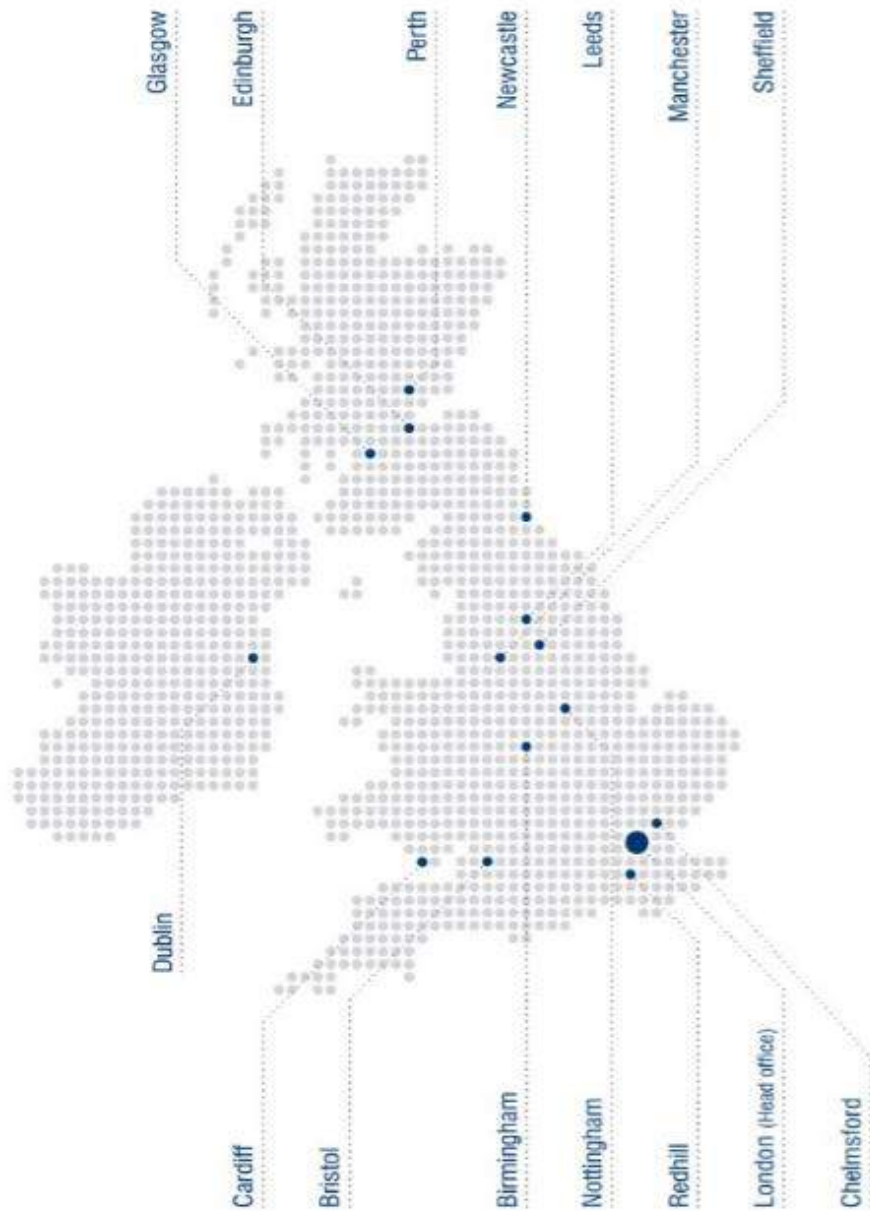 Glasgow
Edinburgh
Perth
Newcastle
Leeds
Manchester
Sheffield
Dublin
Cardiff
Bristol
Birmingham
Nottingham
Redhill
London (Head office)
Chelmsford